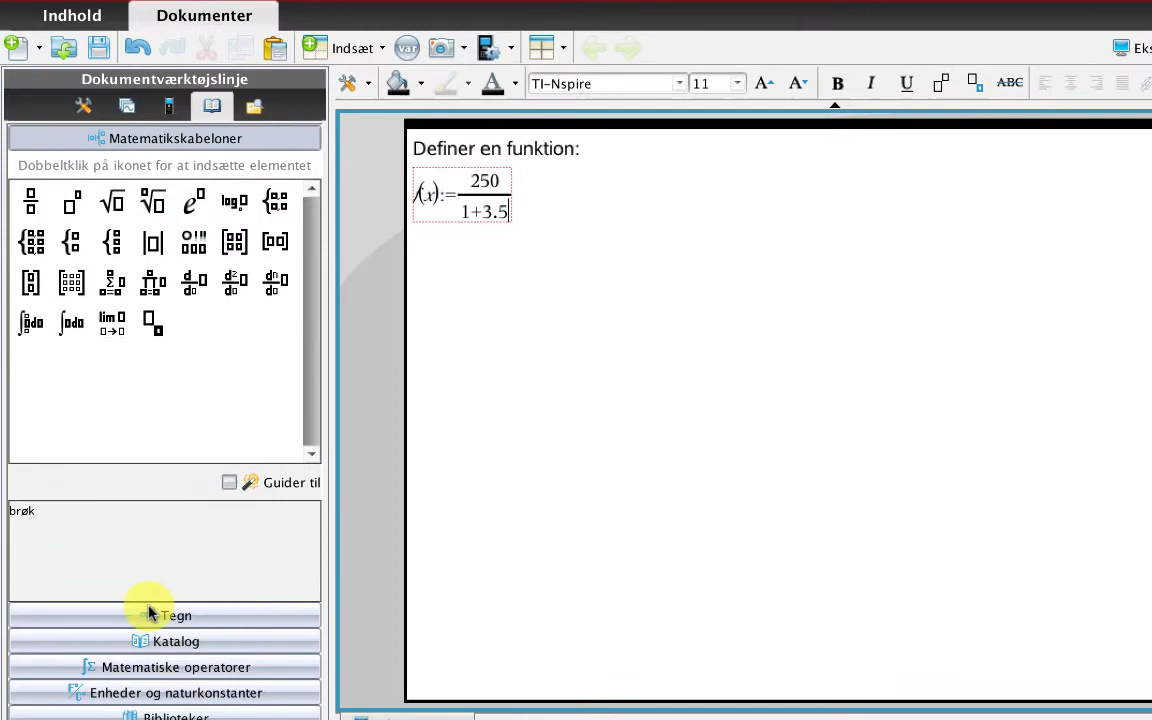 Indhold
Dokumenter
Indsæt
var
Eks
Dokumentværktøjslinje
TI-Nspire
11
A
A
A
B
I
U
ABC
Matematikskabeloner
Dobbeltklik på ikonet for at indsætte elementet
Definer en funktion:
f(x):=250
1+3.5
Guider til
brøk
Tegn
Katalog
Matematiske operatorer
Enheder og naturkonstanter
Biblioteker